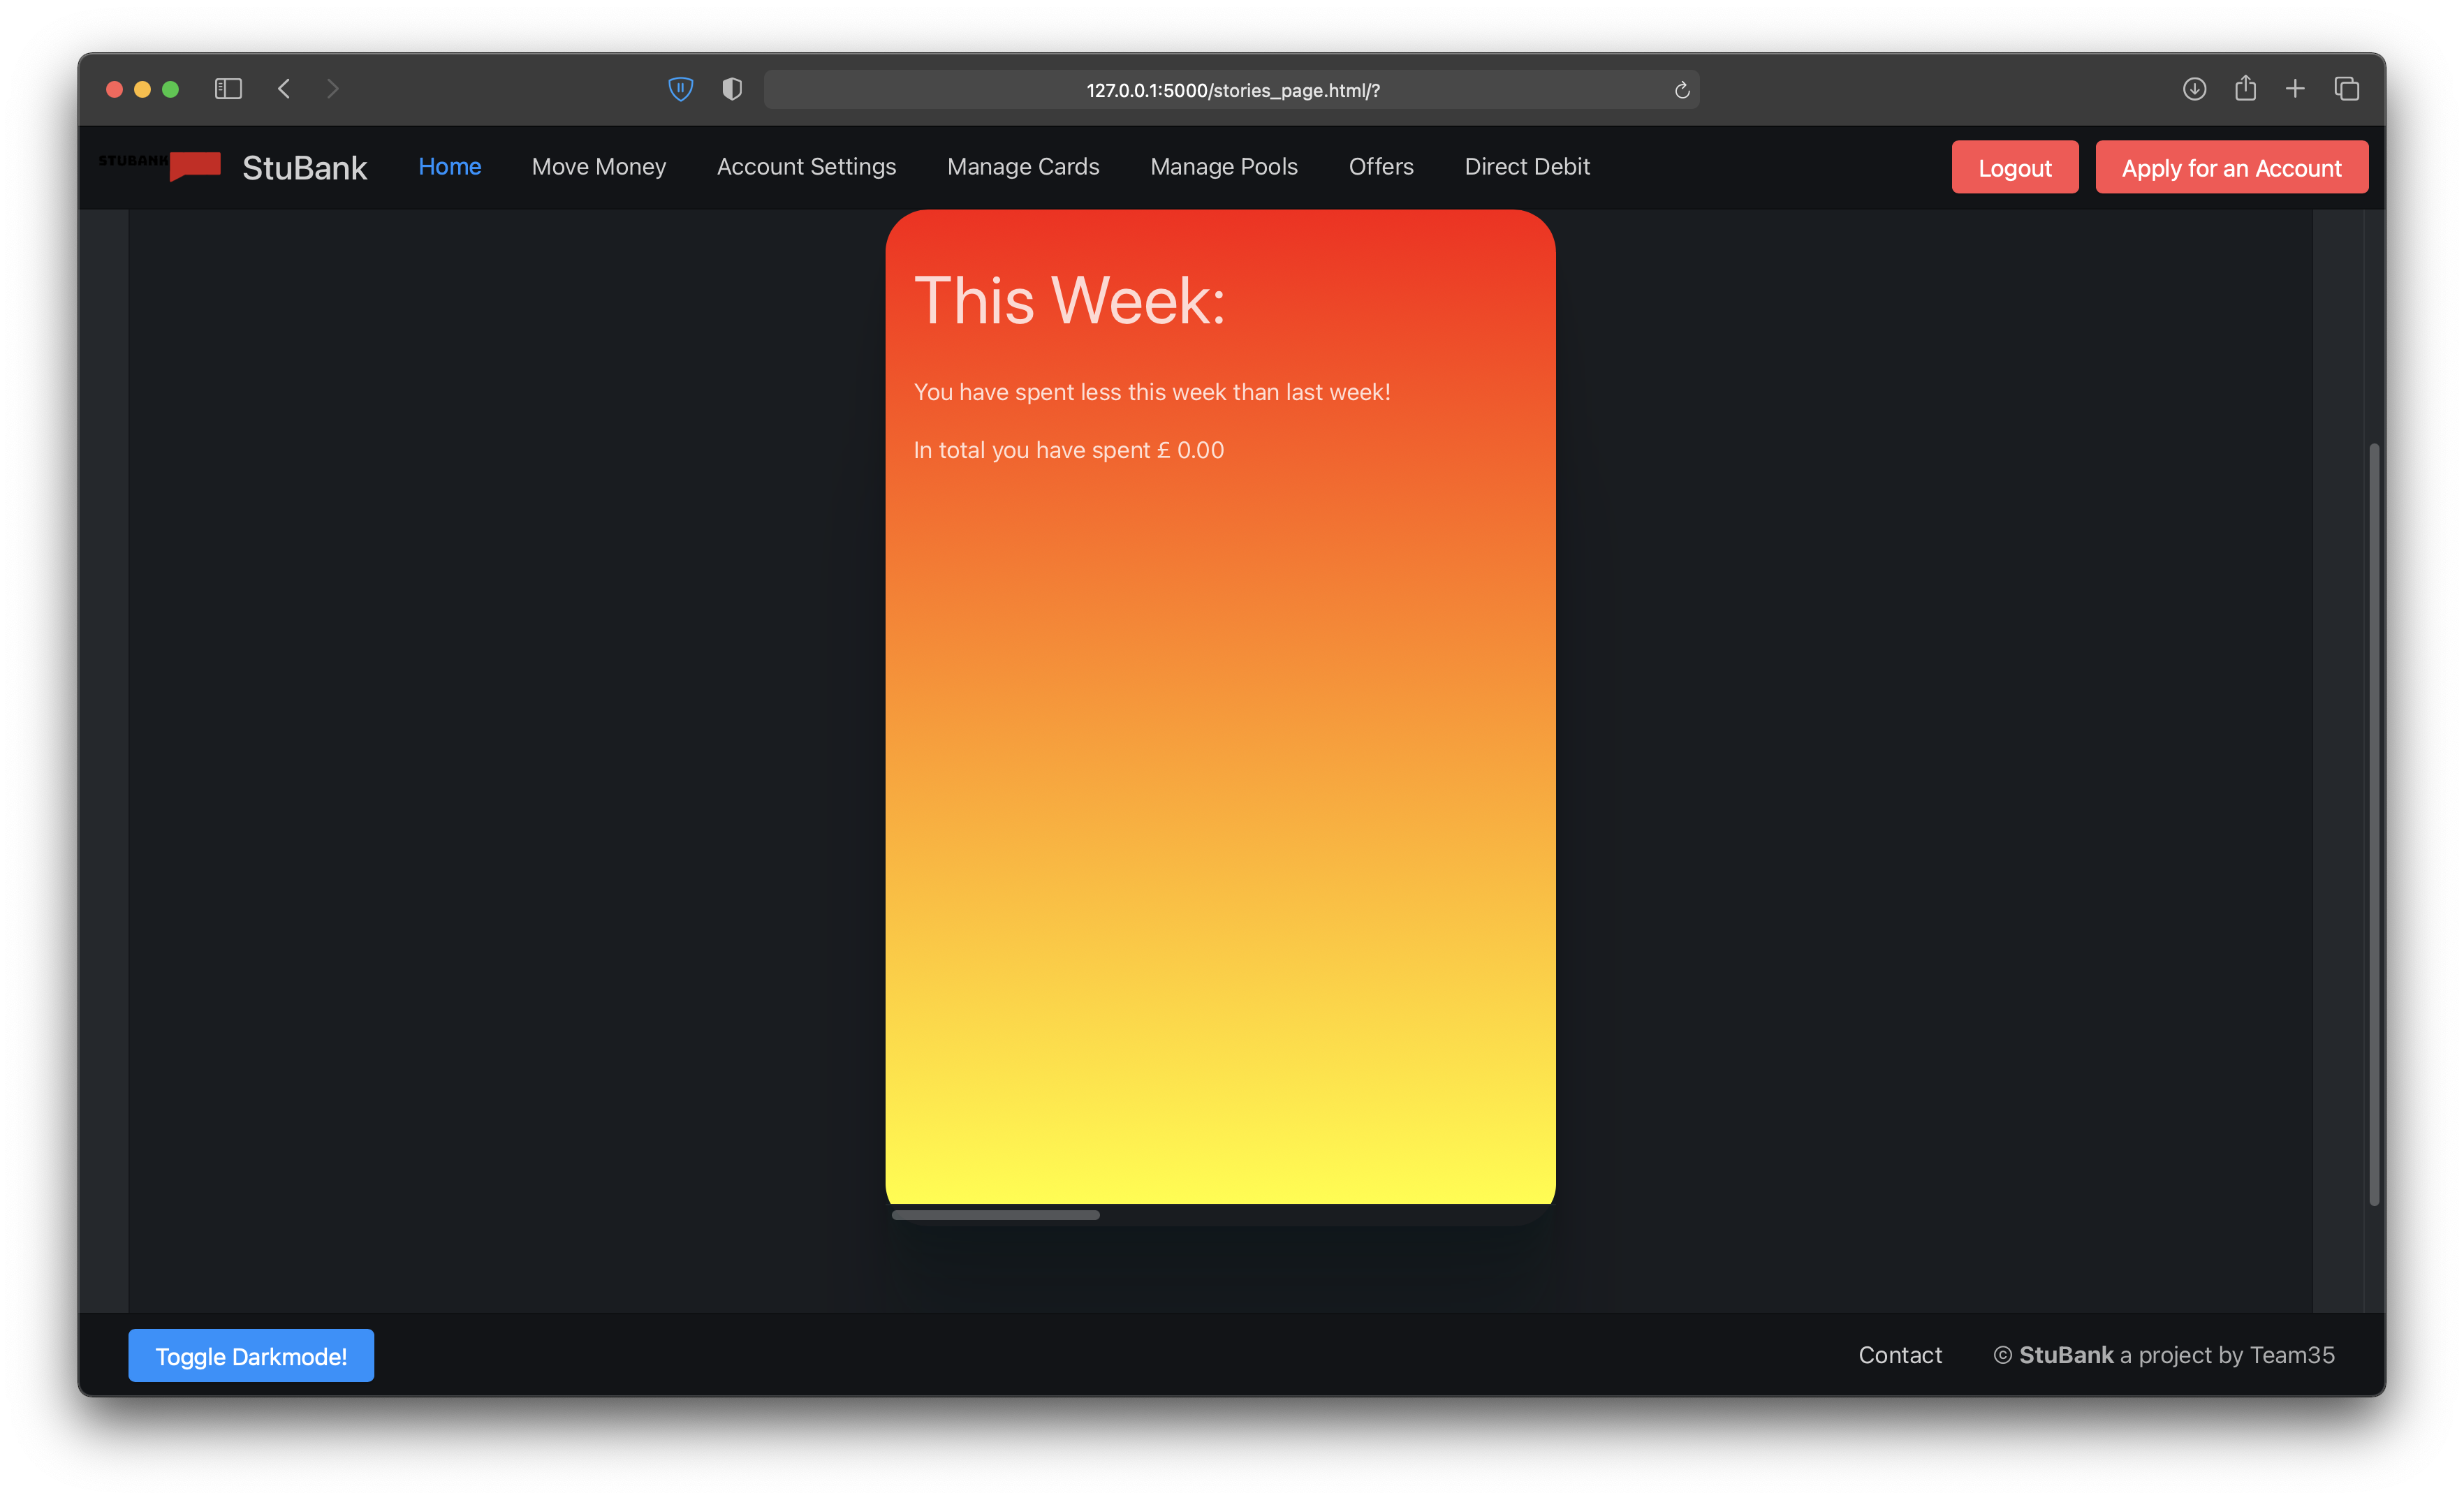 127.0.0.1:5000/stories_page.html/?
STUBANK StuBank Home Move Money Account Settings Manage Cards Manage Pools Offers Direct Debit Logout Apply for an Account
This Week:
You have spent less this week than last week!
In total you have spent £ 0.00
Toggle Darkmode! Contact © StuBank a project by Team35